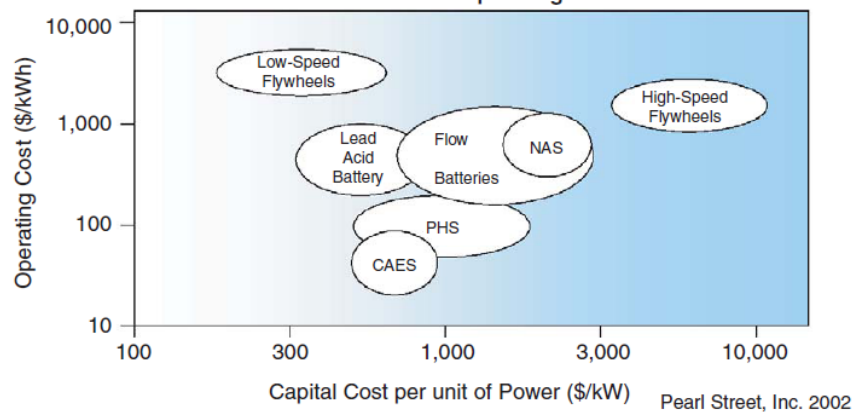 10,000
1,000
100
10
Operating Cost ($/kWh)
Low-Speed
Flywheels
High-Speed
Flywheels
Lead
Acid
Battery
Flow
Batteries
NAS
PHS
CAES
100
300
1,000
3,000
10,000
Capital Cost per unit of Power ($/kW)
Pearl Street, Inc. 2002